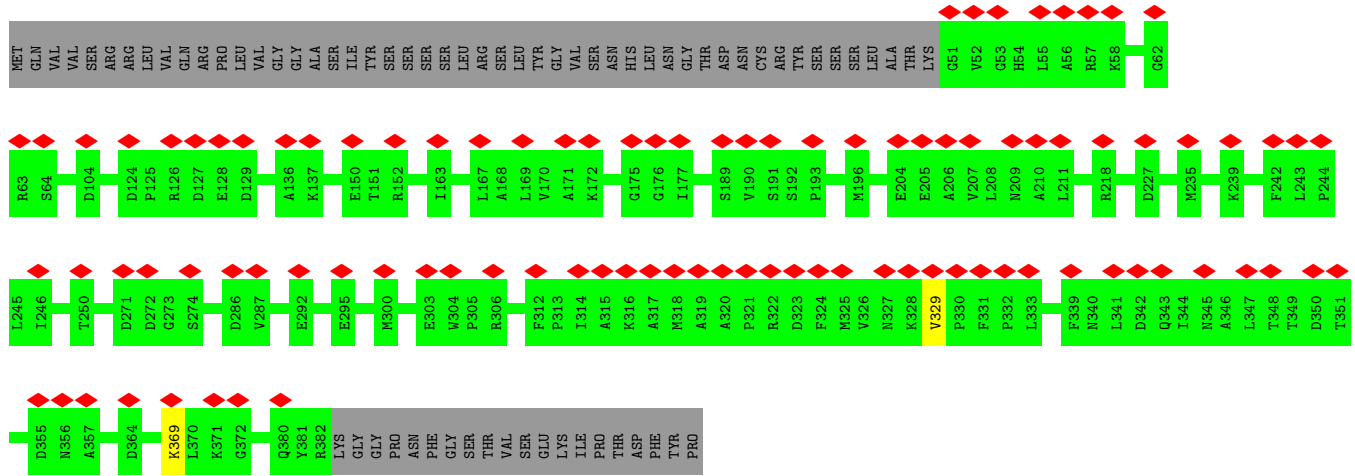 MET GLN VAL VAL SER ARG ARG LEU VAL GLN ARG PRO LEU VAL GLY GLY ALA SER ILE TYR SER SER SER SER LEU ARG SER LEU TYR GLY VAL SER ASN HIS LEU ASN GLY THR ASP ASN CYS ARG TYR SER SER SER LEU ALA THR LYS G51 V52 G53 H54 L55 A56 R57 K58 G62
R63 S64 D104 D124 P125 R126 D127 E128 D129 A136 K137 E150 T151 R152 I163 L167 A168 L169 V170 A171 K172 G175 G176 I177 S189 V190 S191 S192 P193 M196 E204 E205 A206 V207 L208 N209 A210 L211 R218 D227 M235 K239 F242 L243 P244
L245 I246 T250 D271 D272 G273 S274 D286 V287 E292 E295 M300 E303 W304 P305 R306 F312 P313 I314 A315 K316 A317 M318 A319 A320 P321 R322 D323 F324 M325 V326 N327 K328 V329 P330 F331 P332 L333 F339 N340 L341 D342 Q343 I344 N345 A346 L347 T348 T349 D350 T351
D355 N356 A357 D364 K369 L370 K371 G372 Q380 Y381 R382 LYS GLY GLY PRO ASN PHE GLY SER THR VAL SER GLU LYS ILE PRO THR ASP PHE TYR PRO